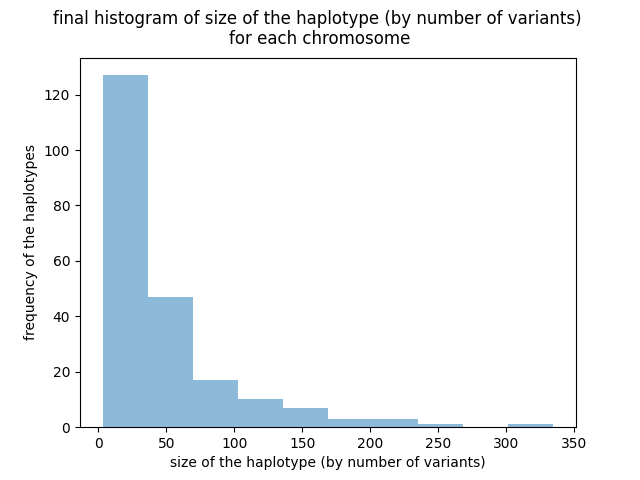 final histogram of size of the haplotype (by number of variants)
for each chromosome
frequency of the haplotypes
120
100
80
60
40
20
0
0 50 100 150 200 250 300 350
size of the haplotype (by number of variants)